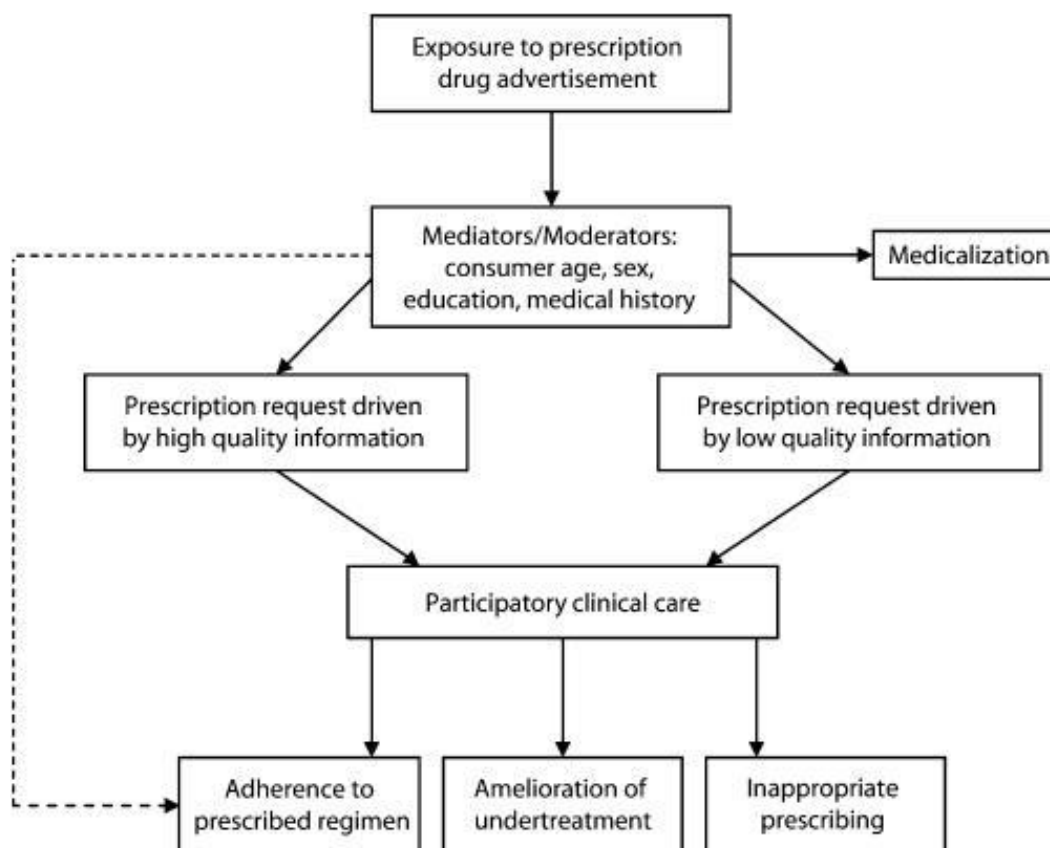 Exposure to prescription
drug advertisement
Mediators/Moderators:
consumer age, sex,
education, medical history
Medicalization
Prescription request driven
by high quality information
Prescription request driven
by low quality information
Participatory clinical care
Adherence to
prescribed regimen
Amelioration of
undertreatment
Inappropriate
prescribing